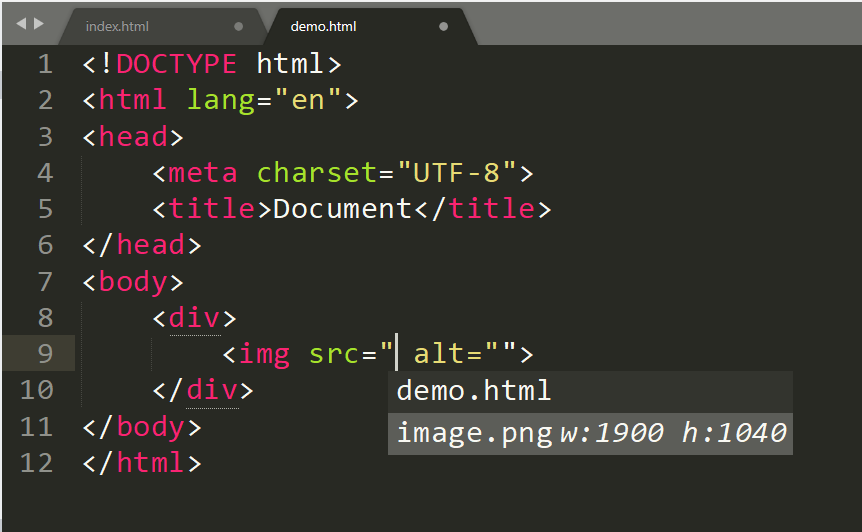 index.html
demo.html
1 <!DOCTYPE html>
2 <html lang="en">
3 <head>
4 <meta charset="UTF-8">
5 <title>Document</title>
6 </head>
7 <body>
8 <div>
9 <img src=" alt="">
10 </div>
demo.html
11 </body>
image.png w:1900 h:1040
12 </html>